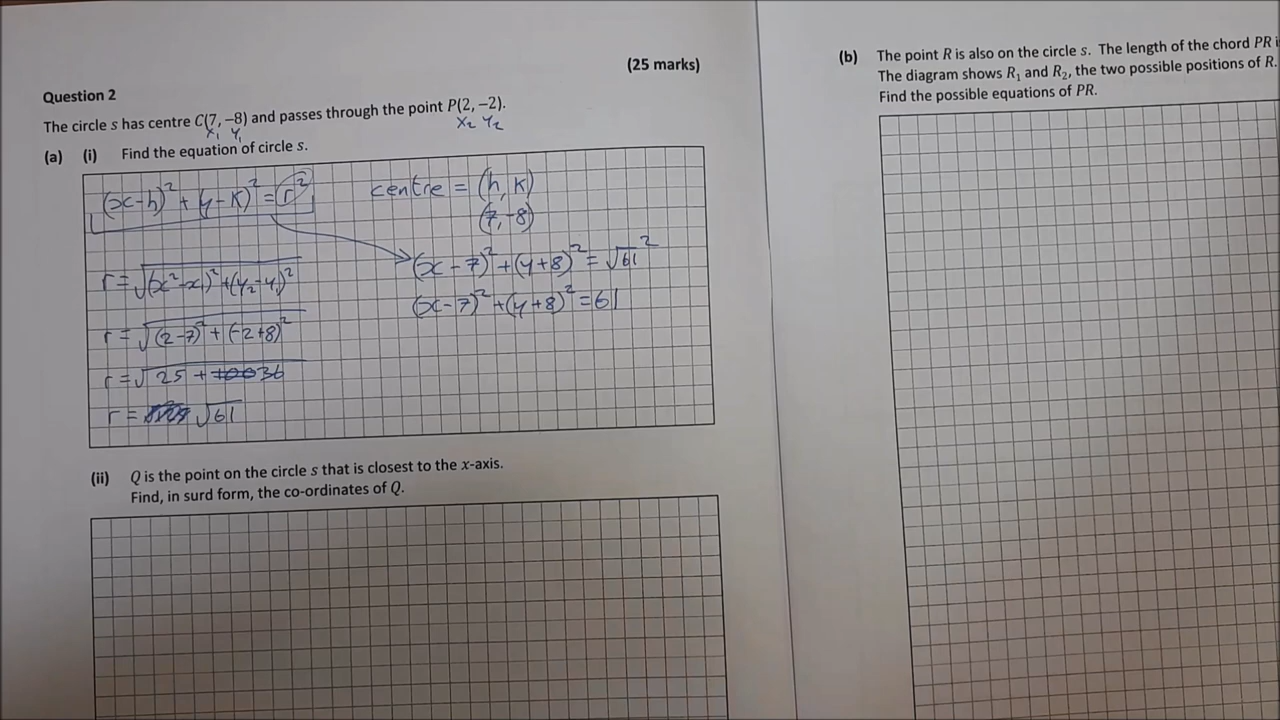 (25 marks)
Question 2
The circle s has centre C(7, −8) and passes through the point P(2, −2).
x₁ y₁ x₂ y₂
(a) (i) Find the equation of circle s.
(x-h)² + (y-k)² = r²
centre = (h, k)
(7, -8)
r = √(x²-x₁)² + (y₂-y₁)²
r = √(2-7)² + (-2+8)²
r = √25 + 36
r = √61
(x-7)² + (y+8)² = √61²
(x-7)² + (y+8)² = 61
(ii) Q is the point on the circle s that is closest to the x-axis.
Find, in surd form, the co-ordinates of Q.
(b) The point R is also on the circle s. The length of the chord PR
The diagram shows R₁ and R₂, the two possible positions of R.
Find the possible equations of PR.